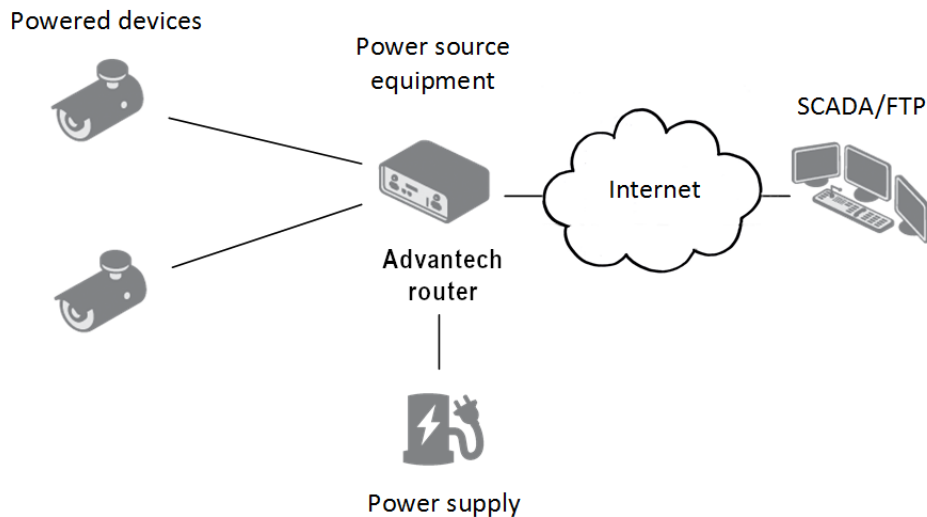 Powered devices
Power source
equipment
SCADA/FTP
Internet
Advantech
router
Power supply